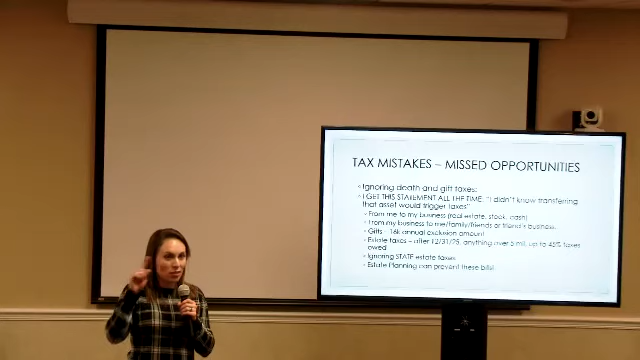 TAX MISTAKES – MISSED OPPORTUNITIES
Ignoring death and gift taxes:
I GET THIS STATEMENT ALL THE TIME, "I didn't know transferring
that asset would trigger taxes"
From me to my business (real estate, stock, cash)
From my business to me/family/friends or friend's business.
Gifts – 16k annual exclusion amount
Estate taxes – after 12/31/25, anything over 5 mil, up to 45% taxes
owed
Ignoring STATE estate taxes
Estate Planning can prevent these bills!